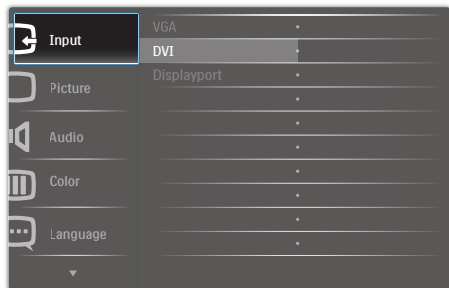 Input
VGA
DVI
Displayport
Picture
Audio
Color
Language